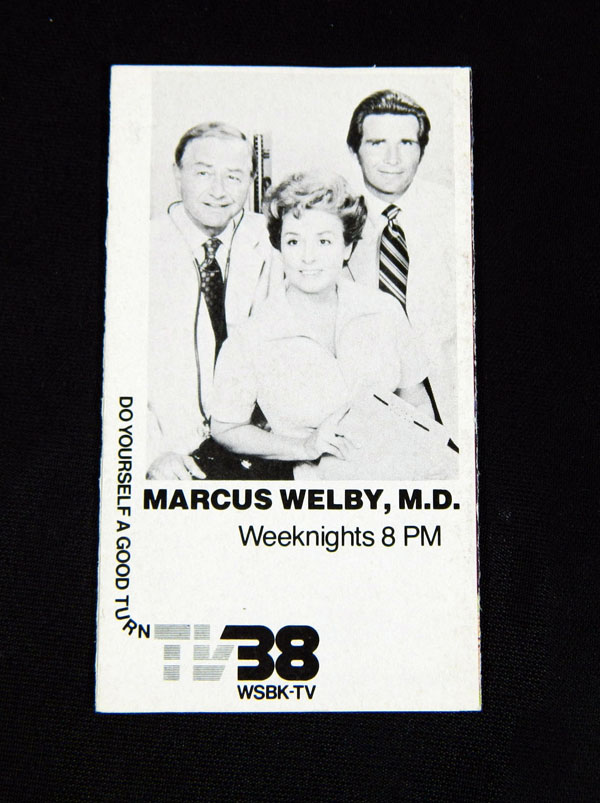 DO YOURSELF A GOOD TURN
MARCUS WELBY, M.D.
Weeknights 8 PM
TV38
WSBK-TV